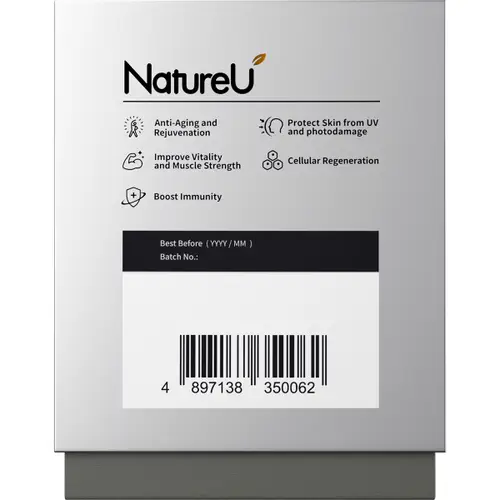 NatureU
Anti-Aging and
Rejuvenation
Protect Skin from UV
and photodamage
Improve Vitality
and Muscle Strength
Cellular Regeneration
Boost Immunity
Best Before ( YYYY / MM )
Batch No.:
4 897138 350062